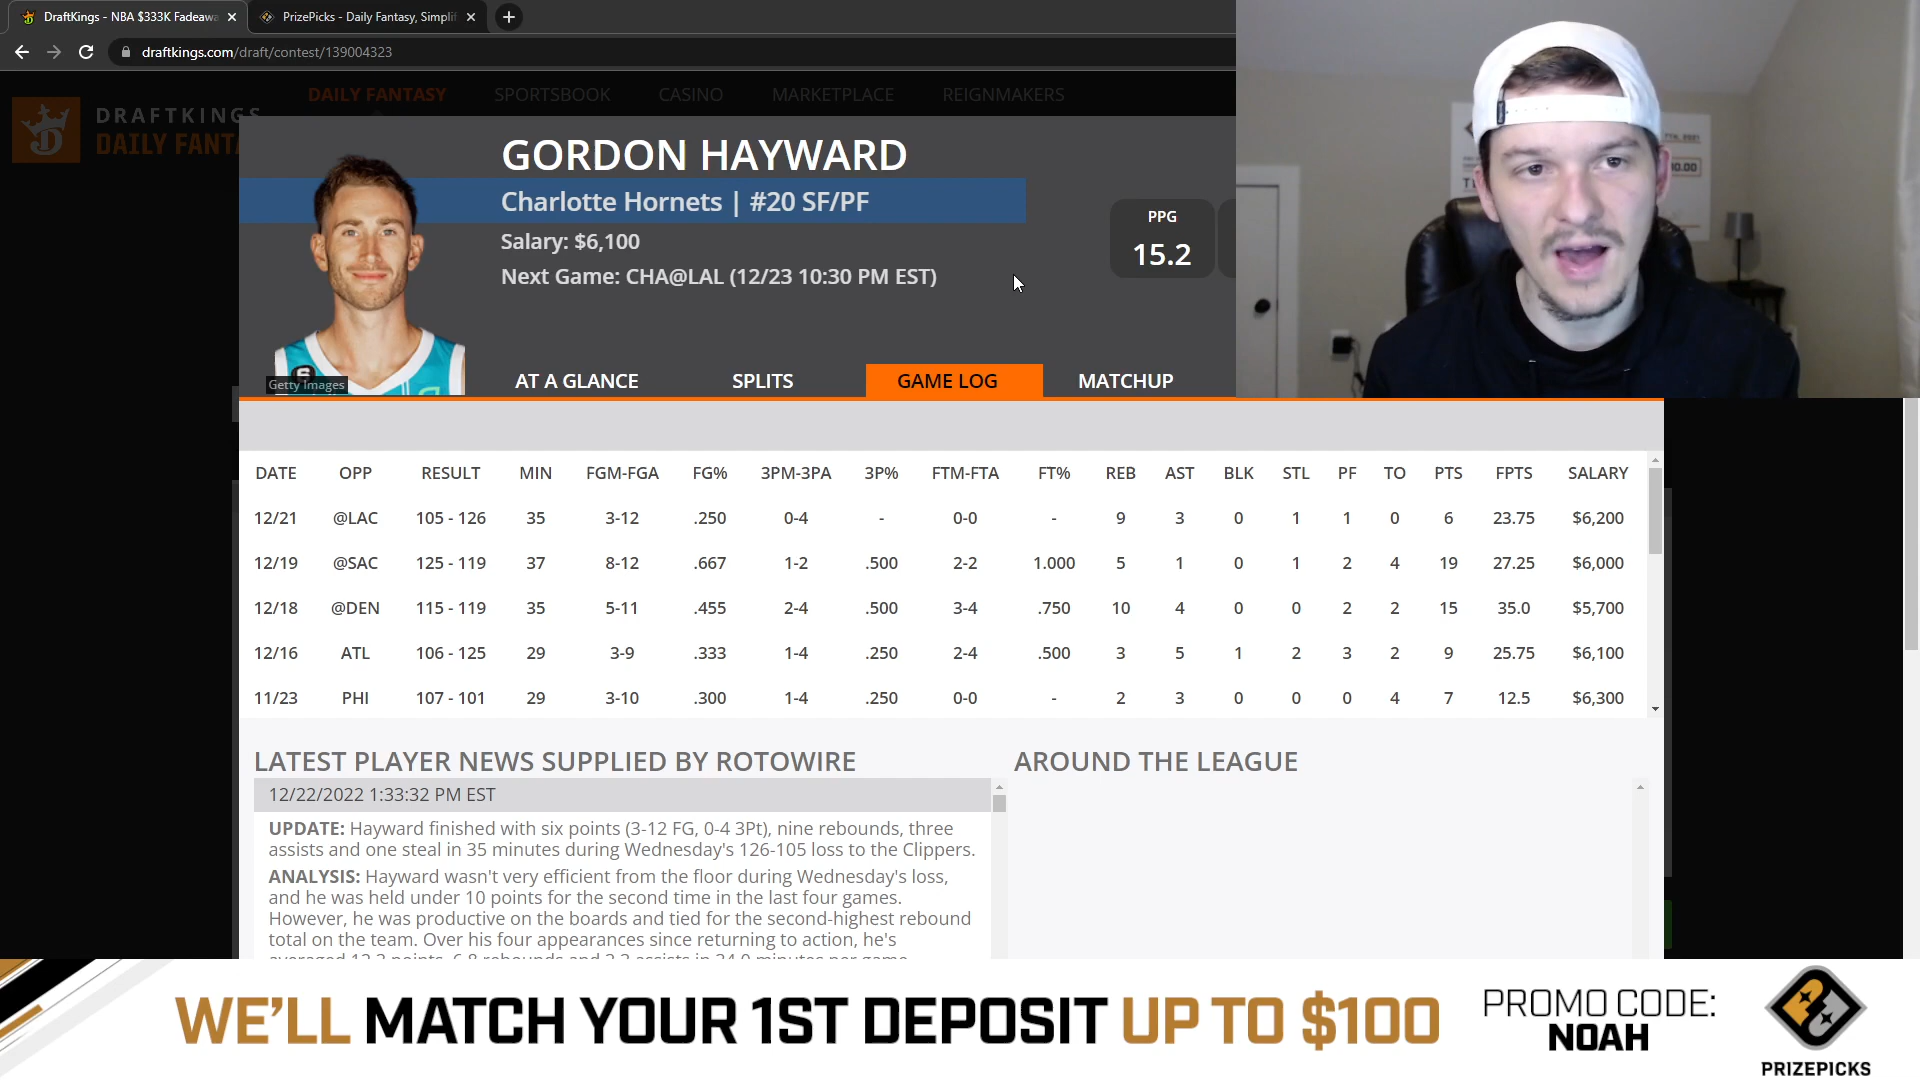 DraftKings - NBA $333K Fadeawa
PrizePicks - Daily Fantasy, Simplif
draftkings.com/draft/contest/139004323
DAILY FANTASY SPORTSBOOK CASINO MARKETPLACE REIGNMAKERS
DRAFTKINGS
DAILY FANTA
GORDON HAYWARD
Charlotte Hornets | #20 SF/PF
Salary: $6,100
Next Game: CHA@LAL (12/23 10:30 PM EST)
PPG
15.2
Getty Images
AT A GLANCE SPLITS GAME LOG MATCHUP
DATE OPP RESULT MIN FGM-FGA FG% 3PM-3PA 3P% FTM-FTA FT% REB AST BLK STL PF TO PTS FPTS SALARY
12/21 @LAC 105 - 126 35 3-12 .250 0-4 - 0-0 - 9 3 0 1 1 0 6 23.75 $6,200
12/19 @SAC 125 - 119 37 8-12 .667 1-2 .500 2-2 1.000 5 1 0 1 2 4 19 27.25 $6,000
12/18 @DEN 115 - 119 35 5-11 .455 2-4 .500 3-4 .750 10 4 0 0 2 2 15 35.0 $5,700
12/16 ATL 106 - 125 29 3-9 .333 1-4 .250 2-4 .500 3 5 1 2 3 2 9 25.75 $6,100
11/23 PHI 107 - 101 29 3-10 .300 1-4 .250 0-0 - 2 3 0 0 0 4 7 12.5 $6,300
LATEST PLAYER NEWS SUPPLIED BY ROTOWIRE
AROUND THE LEAGUE
12/22/2022 1:33:32 PM EST
UPDATE: Hayward finished with six points (3-12 FG, 0-4 3Pt), nine rebounds, three
assists and one steal in 35 minutes during Wednesday's 126-105 loss to the Clippers.
ANALYSIS: Hayward wasn't very efficient from the floor during Wednesday's loss,
and he was held under 10 points for the second time in the last four games.
However, he was productive on the boards and tied for the second-highest rebound
total on the team. Over his four appearances since returning to action, he's
WE'LL MATCH YOUR 1ST DEPOSIT UP TO $100
PROMO CODE:
NOAH
PRIZEPICKS